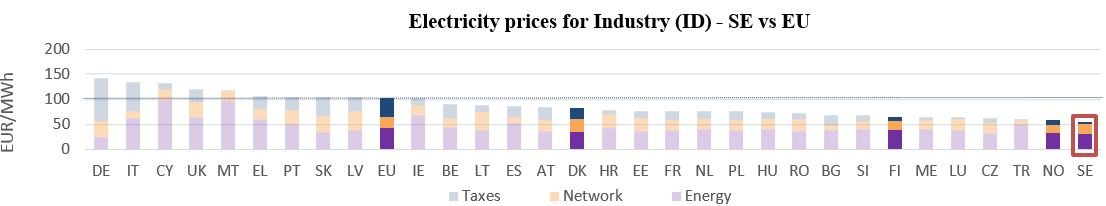 Electricity prices for Industry (ID) - SE vs EU
EUR/MWh
200
150
100
50
0
DE IT CY UK MT EL PT SK LV EU IE BE LT ES AT DK HR EE FR NL PL HU RO BG SI FI ME LU CZ TR NO SE
Taxes Network Energy